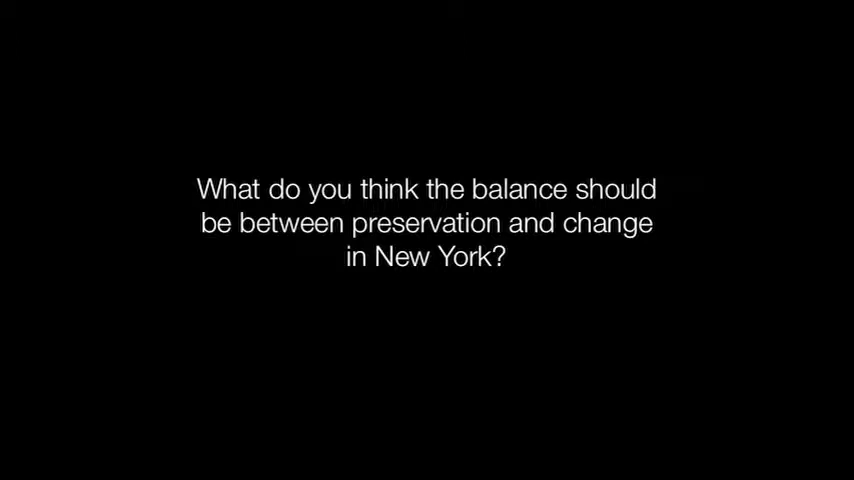 What do you think the balance should
be between preservation and change
in New York?